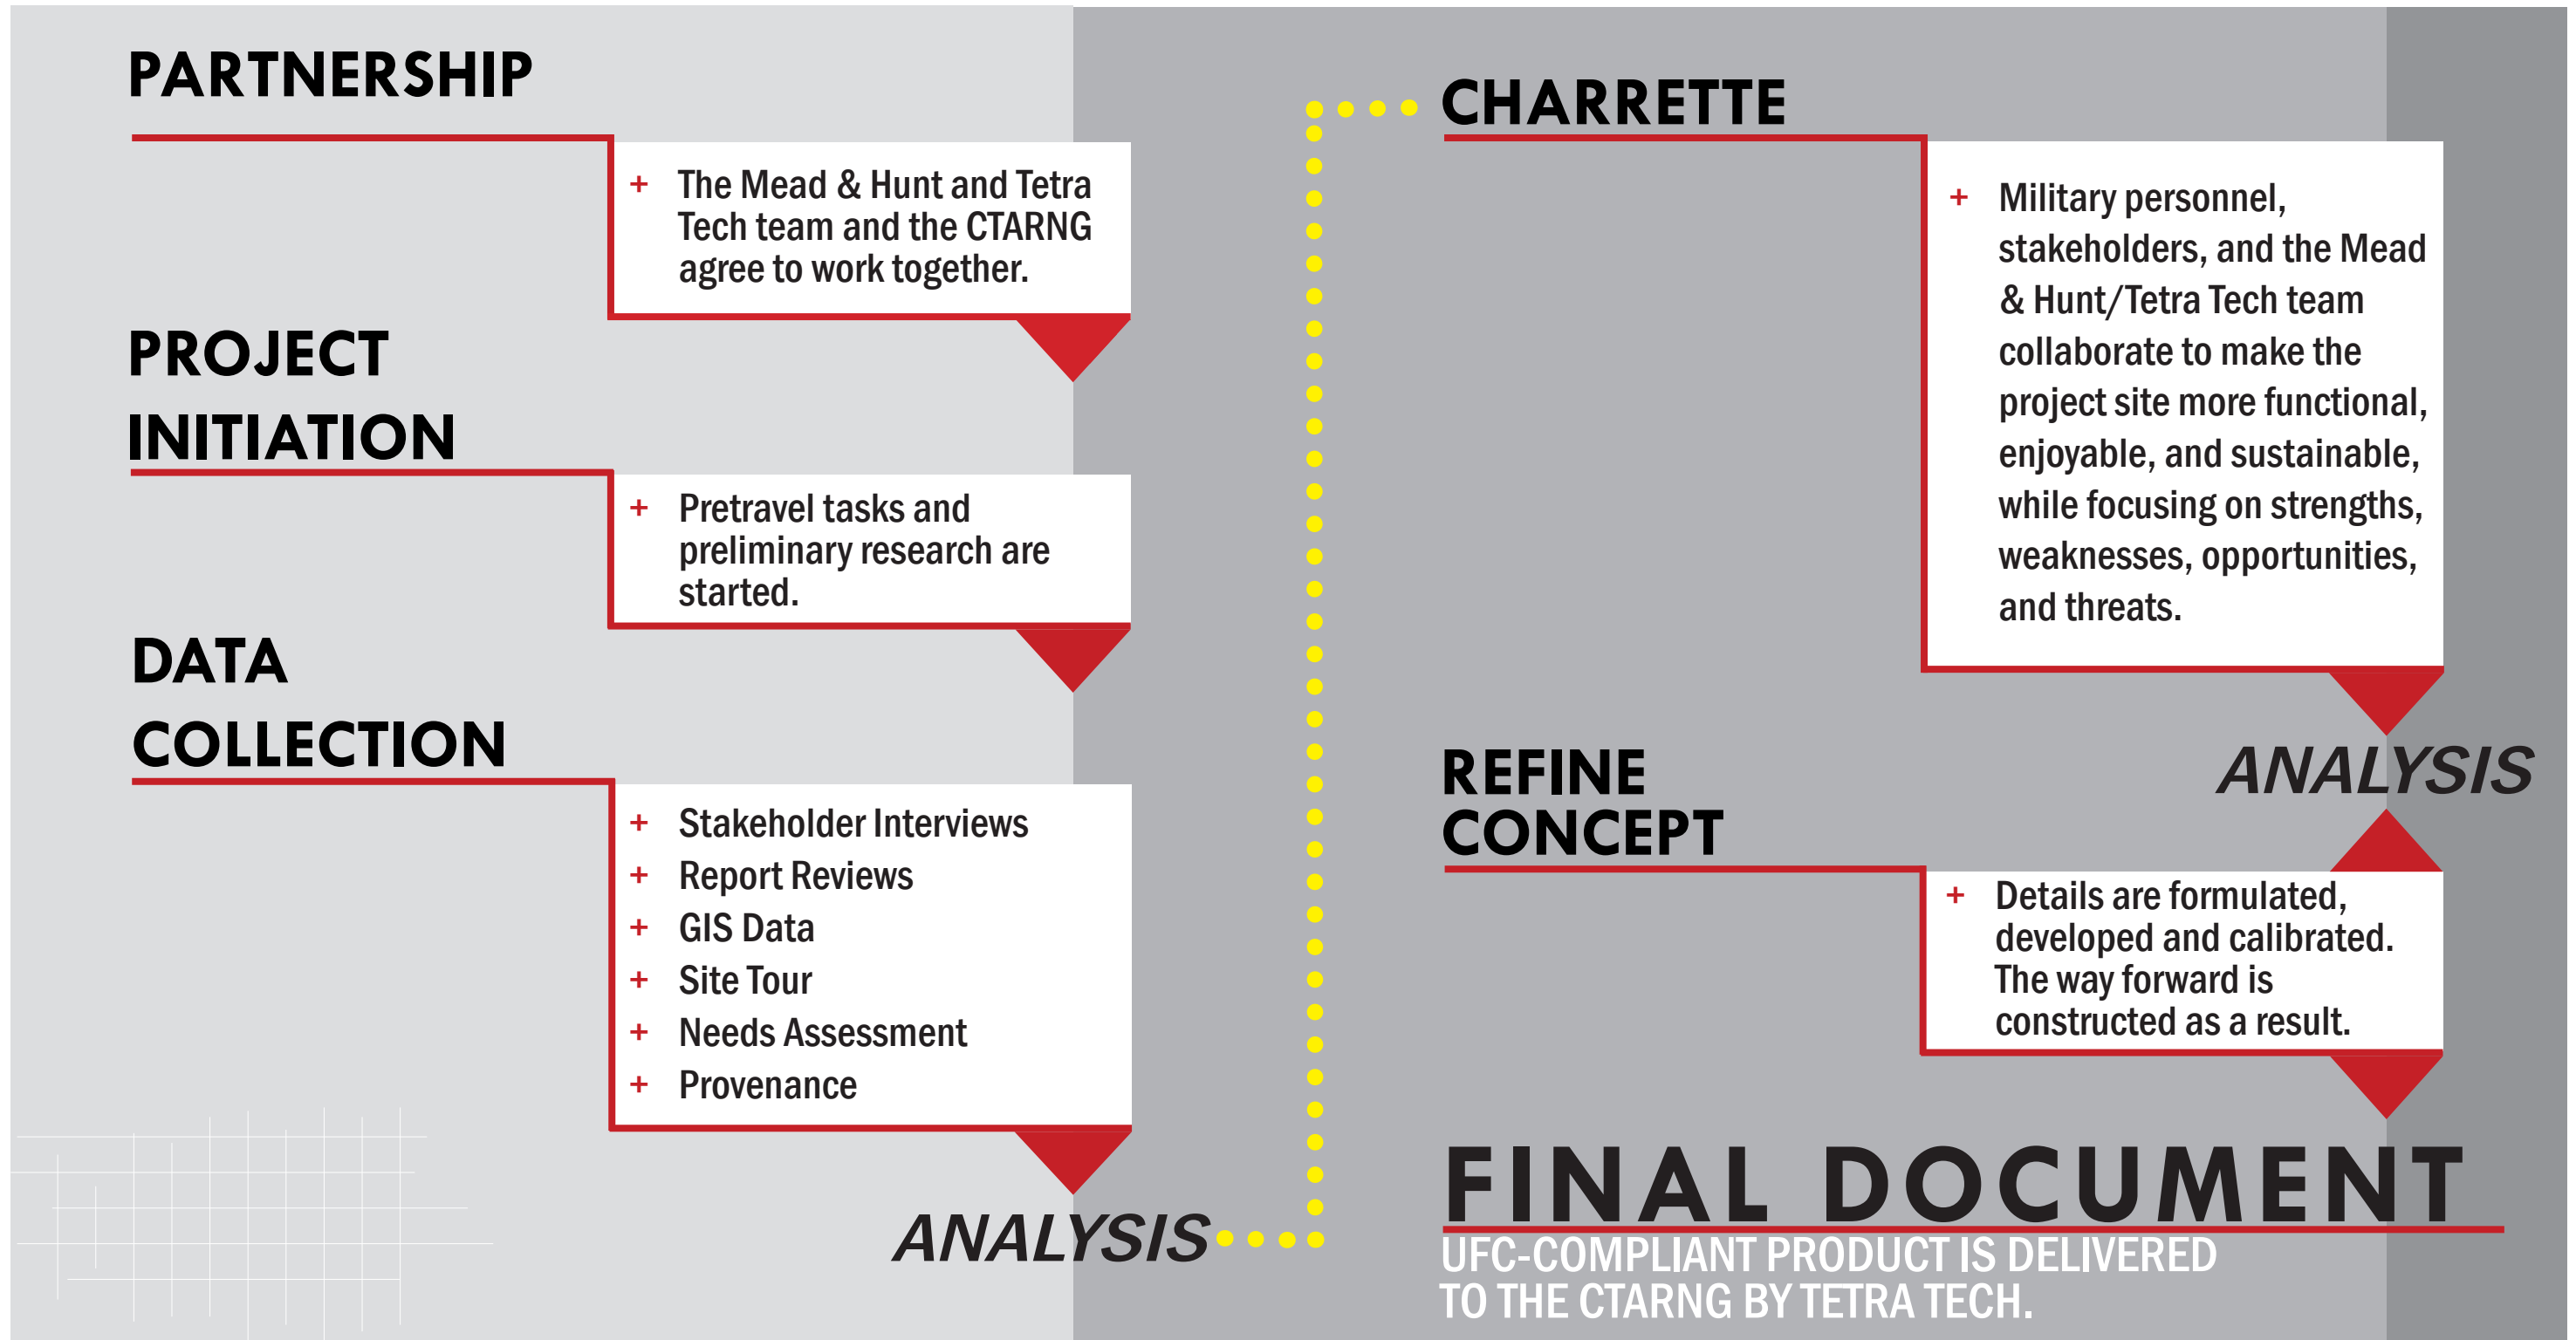 PARTNERSHIP
+ The Mead & Hunt and Tetra
Tech team and the CTARNG
agree to work together.
PROJECT
INITIATION
+ Pretravel tasks and
preliminary research are
started.
DATA
COLLECTION
+ Stakeholder Interviews
+ Report Reviews
+ GIS Data
+ Site Tour
+ Needs Assessment
+ Provenance
ANALYSIS
CHARRETTE
+ Military personnel,
stakeholders, and the Mead
& Hunt/Tetra Tech team
collaborate to make the
project site more functional,
enjoyable, and sustainable,
while focusing on strengths,
weaknesses, opportunities,
and threats.
ANALYSIS
REFINE
CONCEPT
+ Details are formulated,
developed and calibrated.
The way forward is
constructed as a result.
FINAL DOCUMENT
UFC-COMPLIANT PRODUCT IS DELIVERED
TO THE CTARNG BY TETRA TECH.